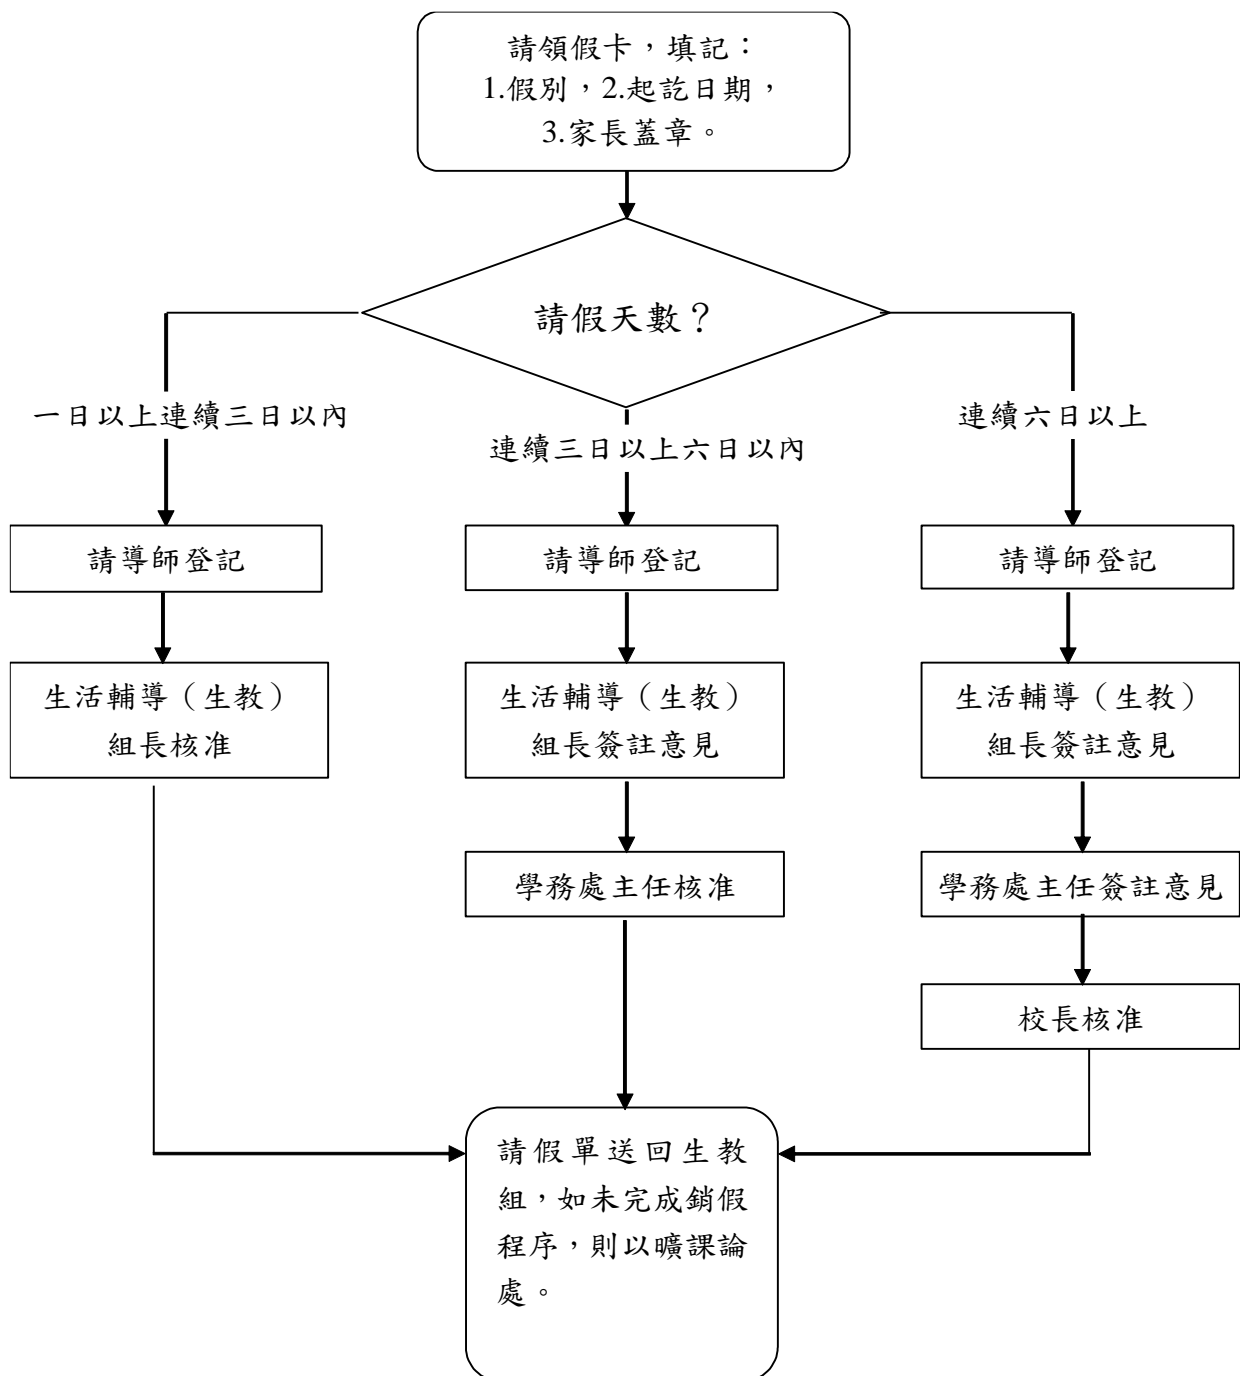 請領假卡，填記：
1.假別，2.起訖日期，
3.家長蓋章。
請假天數？
一日以上連續三日以內
連續三日以上六日以內
連續六日以上
請導師登記
請導師登記
請導師登記
生活輔導（生教）
組長核准
生活輔導（生教）
組長簽註意見
生活輔導（生教）
組長簽註意見
學務處主任核准
學務處主任簽註意見
校長核准
請假單送回生教
組，如未完成銷假
程序，則以曠課論
處。